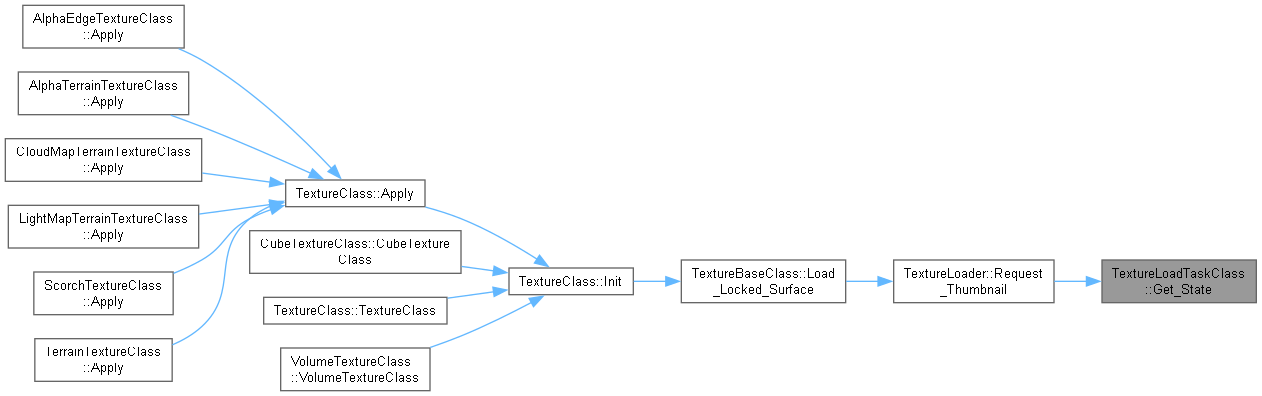 AlphaEdgeTextureClass
::Apply
AlphaTerrainTextureClass
::Apply
CloudMapTerrainTextureClass
::Apply
LightMapTerrainTextureClass
::Apply
ScorchTextureClass
::Apply
TerrainTextureClass
::Apply
TextureClass::Apply
CubeTextureClass::CubeTexture
Class
TextureClass::TextureClass
VolumeTextureClass
::VolumeTextureClass
TextureClass::Init
TextureBaseClass::Load
_Locked_Surface
TextureLoader::Request
_Thumbnail
TextureLoadTaskClass
::Get_State